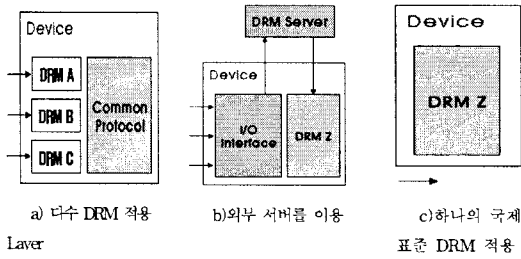 Device
DRM A
DRM B
DRM C
Common
Protocol
a) 다수 DRM 적용
Layer
DRM Server
Device
I/O
Interface
DRM Z
b)외부 서버를 이용
Device
DRM Z
c)하나의 국제
표준 DRM 적용